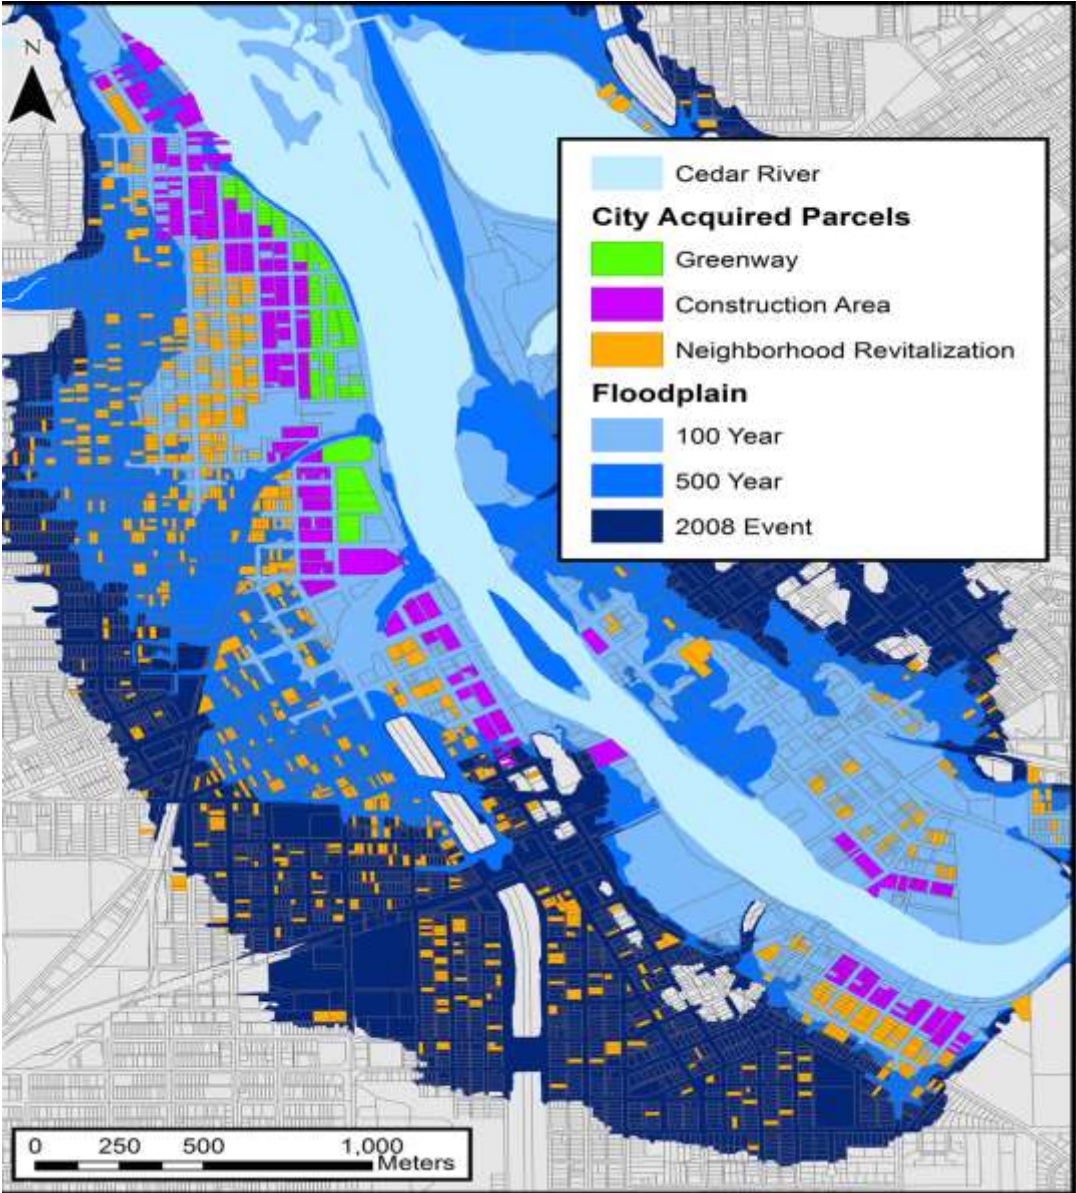 N
Cedar River
City Acquired Parcels
Greenway
Construction Area
Neighborhood Revitalization
Floodplain
100 Year
500 Year
2008 Event
0 250 500 1,000
Meters